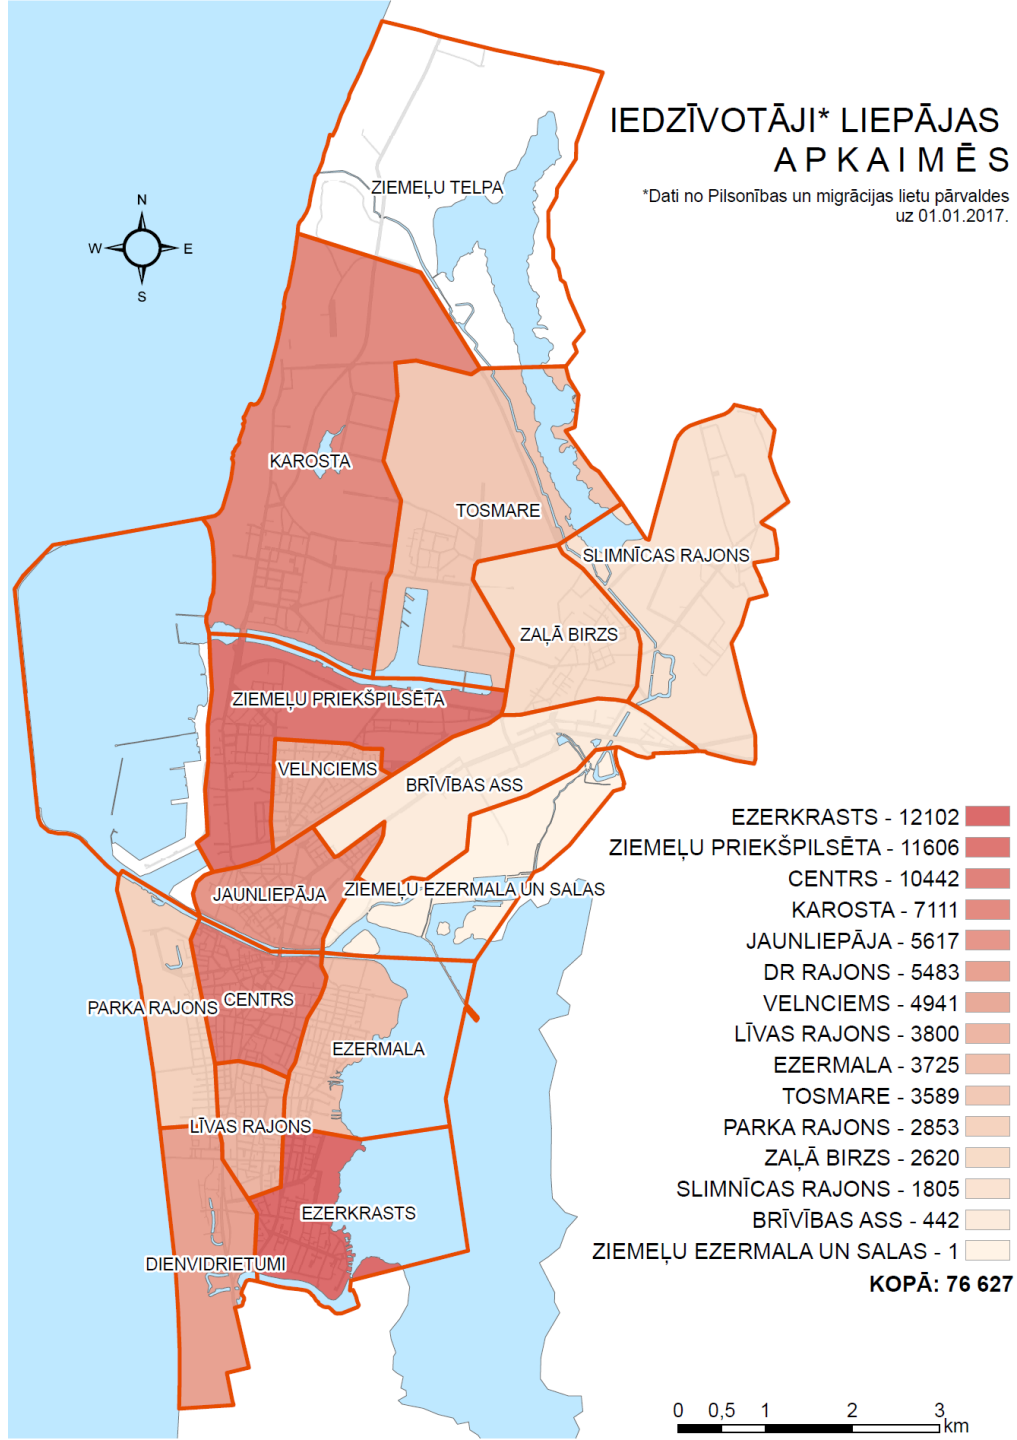 IEDZĪVOTĀJI* LIEPĀJAS
APKAIMĒS
*Dati no Pilsonības un migrācijas lietu pārvaldes
uz 01.01.2017.
N
W
E
S
ZIEMEĻU TELPA
KAROSTA
TOSMARE
SLIMNĪCAS RAJONS
ZAĻĀ BIRZS
ZIEMEĻU PRIEKŠPILSĒTA
VELNCIEMS
BRĪVĪBAS ASS
JAUNLIEPĀJA
ZIEMEĻU EZERMALA UN SALAS
PARKA RAJONS
CENTRS
EZERMALA
LĪVAS RAJONS
EZERKRASTS
DIENVIDRIETUMI
EZERKRASTS - 12102
ZIEMEĻU PRIEKŠPILSĒTA - 11606
CENTRS - 10442
KAROSTA - 7111
JAUNLIEPĀJA - 5617
DR RAJONS - 5483
VELNCIEMS - 4941
LĪVAS RAJONS - 3800
EZERMALA - 3725
TOSMARE - 3589
PARKA RAJONS - 2853
ZAĻĀ BIRZS - 2620
SLIMNĪCAS RAJONS - 1805
BRĪVĪBAS ASS - 442
ZIEMEĻU EZERMALA UN SALAS - 1
KOPĀ: 76 627
0 0,5 1 2 3
km